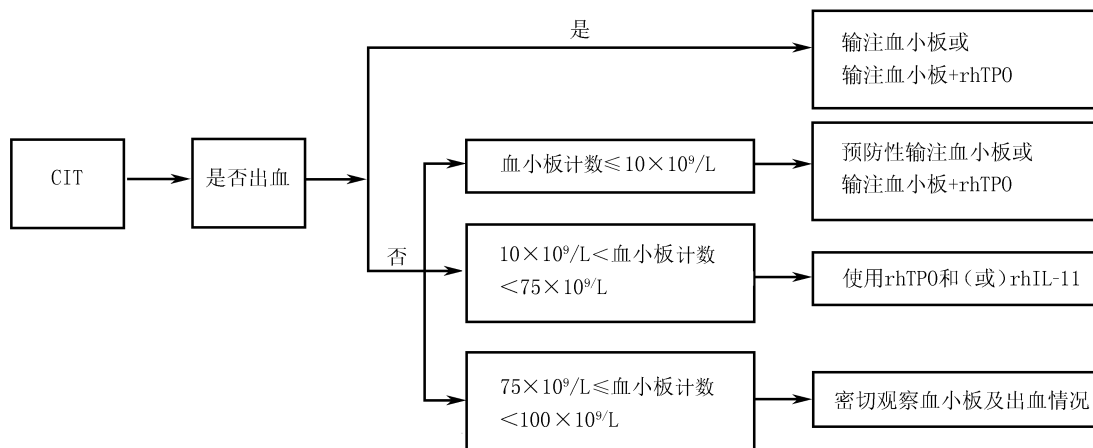 是
输注血小板或
输注血小板+rhTPO
CIT
是否出血
血小板计数≤10×10⁹/L
预防性输注血小板或
输注血小板+rhTPO
否
10×10⁹/L<血小板计数
<75×10⁹/L
使用rhTPO和(或)rhIL-11
75×10⁹/L≤血小板计数
<100×10⁹/L
密切观察血小板及出血情况